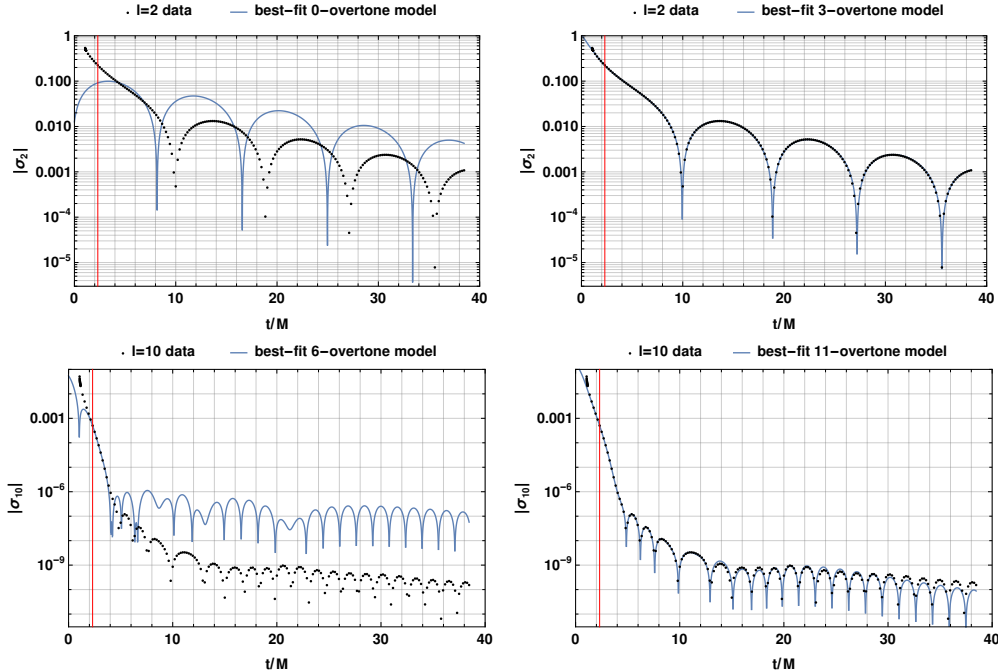 l=2 data best-fit 0-overtone model
1
0.100
0.010
0.001
10⁻⁴
10⁻⁵
|σ₂|
0 10 20 30 40
t/M
l=2 data best-fit 3-overtone model
1
0.100
0.010
0.001
10⁻⁴
10⁻⁵
|σ₂|
0 10 20 30 40
t/M
l=10 data best-fit 6-overtone model
0.001
10⁻⁶
10⁻⁹
|σ₁₀|
0 10 20 30 40
t/M
l=10 data best-fit 11-overtone model
0.001
10⁻⁶
10⁻⁹
|σ₁₀|
0 10 20 30 40
t/M